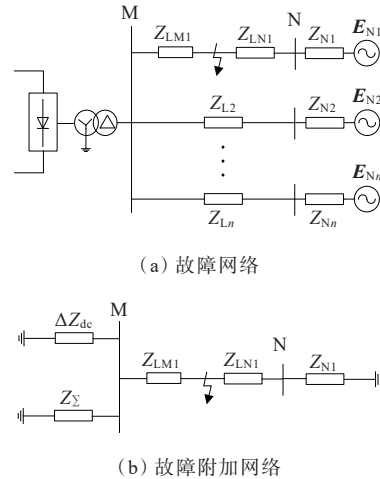 M
N
Z_LM1 Z_LN1 Z_N1 E_N1
Z_L2 Z_N2 E_N2
Z_Ln Z_Nn E_Nn
(a) 故障网络
M
ΔZ_dc
N
Z_LM1 Z_LN1 Z_N1
Z_Σ
(b) 故障附加网络